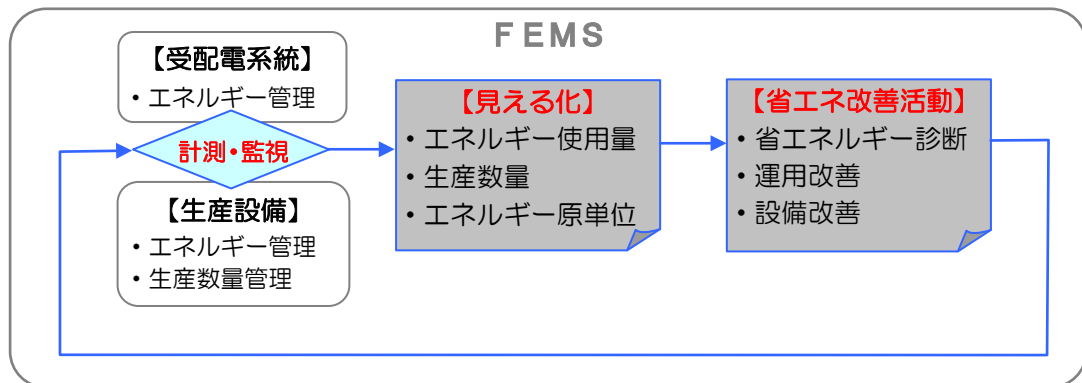 FEMS
【受配電系統】
・エネルギー管理
計測・監視
【生産設備】
・エネルギー管理
・生産数量管理
【見える化】
・エネルギー使用量
・生産数量
・エネルギー原単位
【省エネ改善活動】
・省エネルギー診断
・運用改善
・設備改善